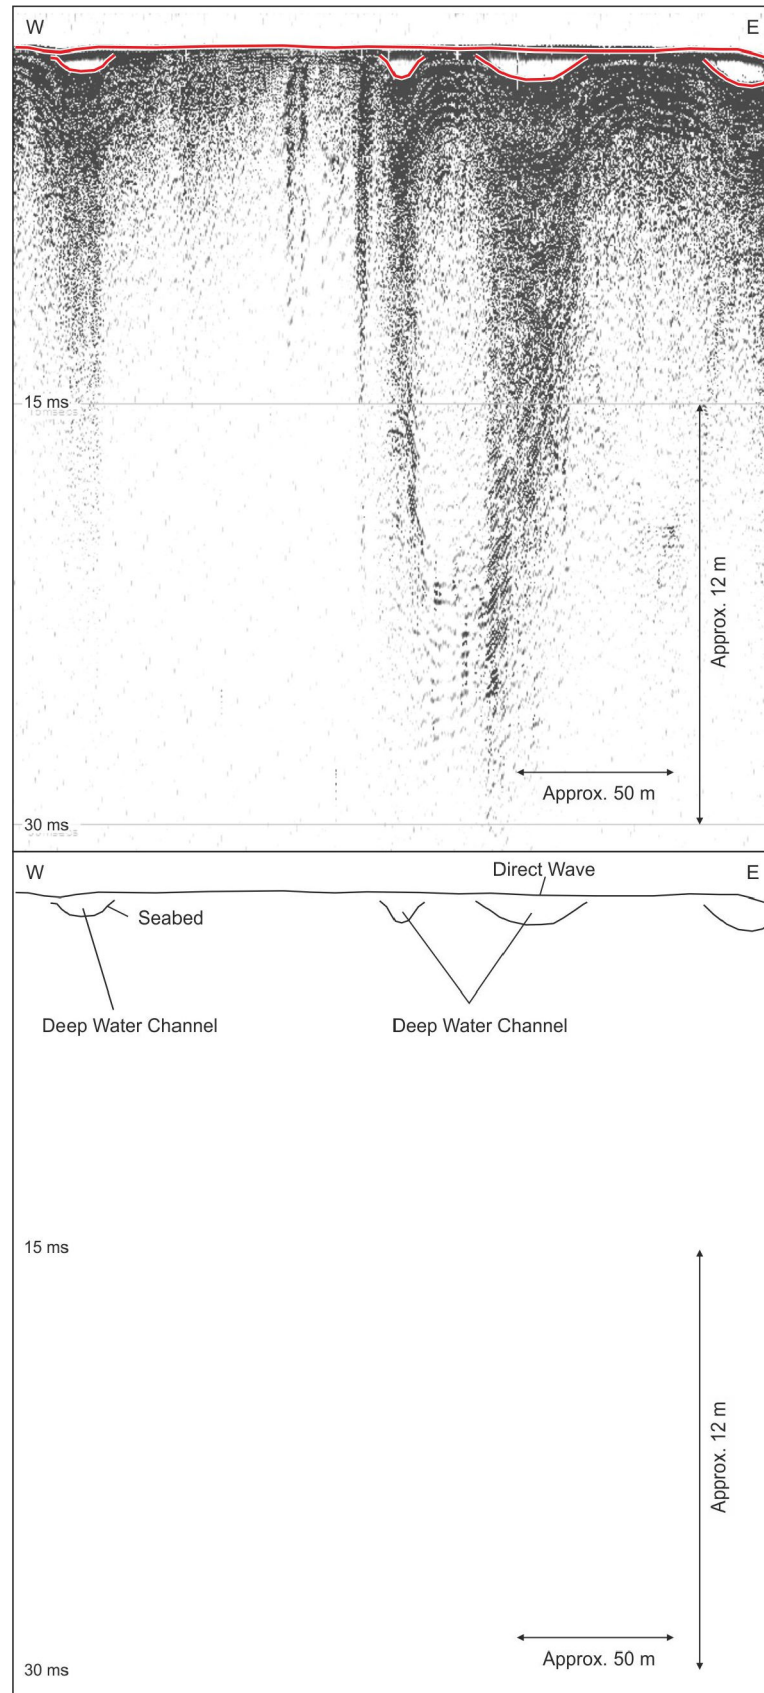 W E
15 ms
15msecs
Approx. 12 m
Approx. 50 m
30 ms
W E
Direct Wave
Seabed
Deep Water Channel Deep Water Channel
15 ms
Approx. 12 m
Approx. 50 m
30 ms